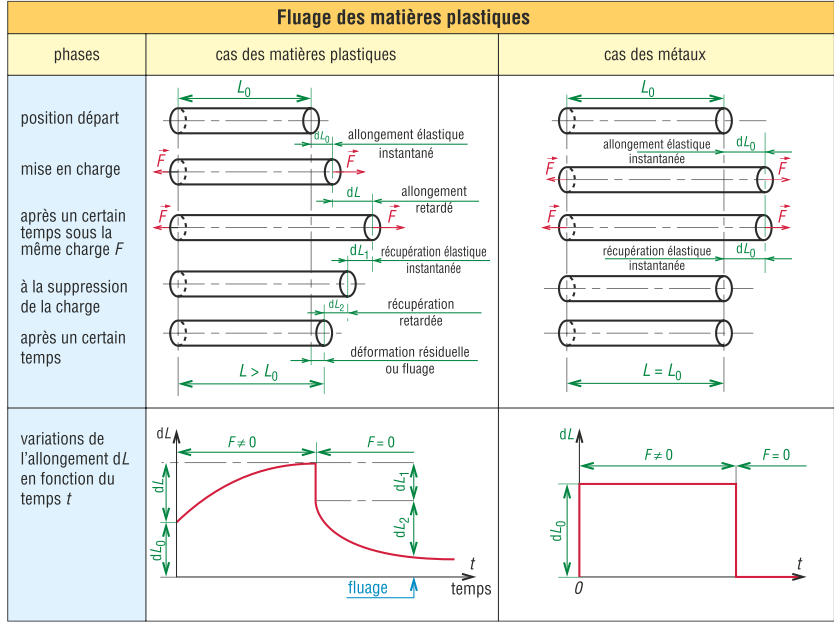 Fluage des matières plastiques
phases
cas des matières plastiques
cas des métaux
position départ
L₀
L₀
dL₀
allongement élastique
instantané
allongement élastique
instantanée
dL₀
mise en charge
F
F
F
F
dL
allongement
retardé
après un certain
temps sous la
même charge F
F
F
F
F
dL₁
récupération élastique
instantanée
récupération élastique
instantanée
dL₀
à la suppression
de la charge
dL₂
récupération
retardée
après un certain
temps
déformation résiduelle
ou fluage
L > L₀
L = L₀
variations de
l'allongement dL
en fonction du
temps t
dL
F ≠ 0
F = 0
dL
dL₀
dL₁
dL₂
t
temps
fluage
dL
F ≠ 0
F = 0
dL₀
0
t